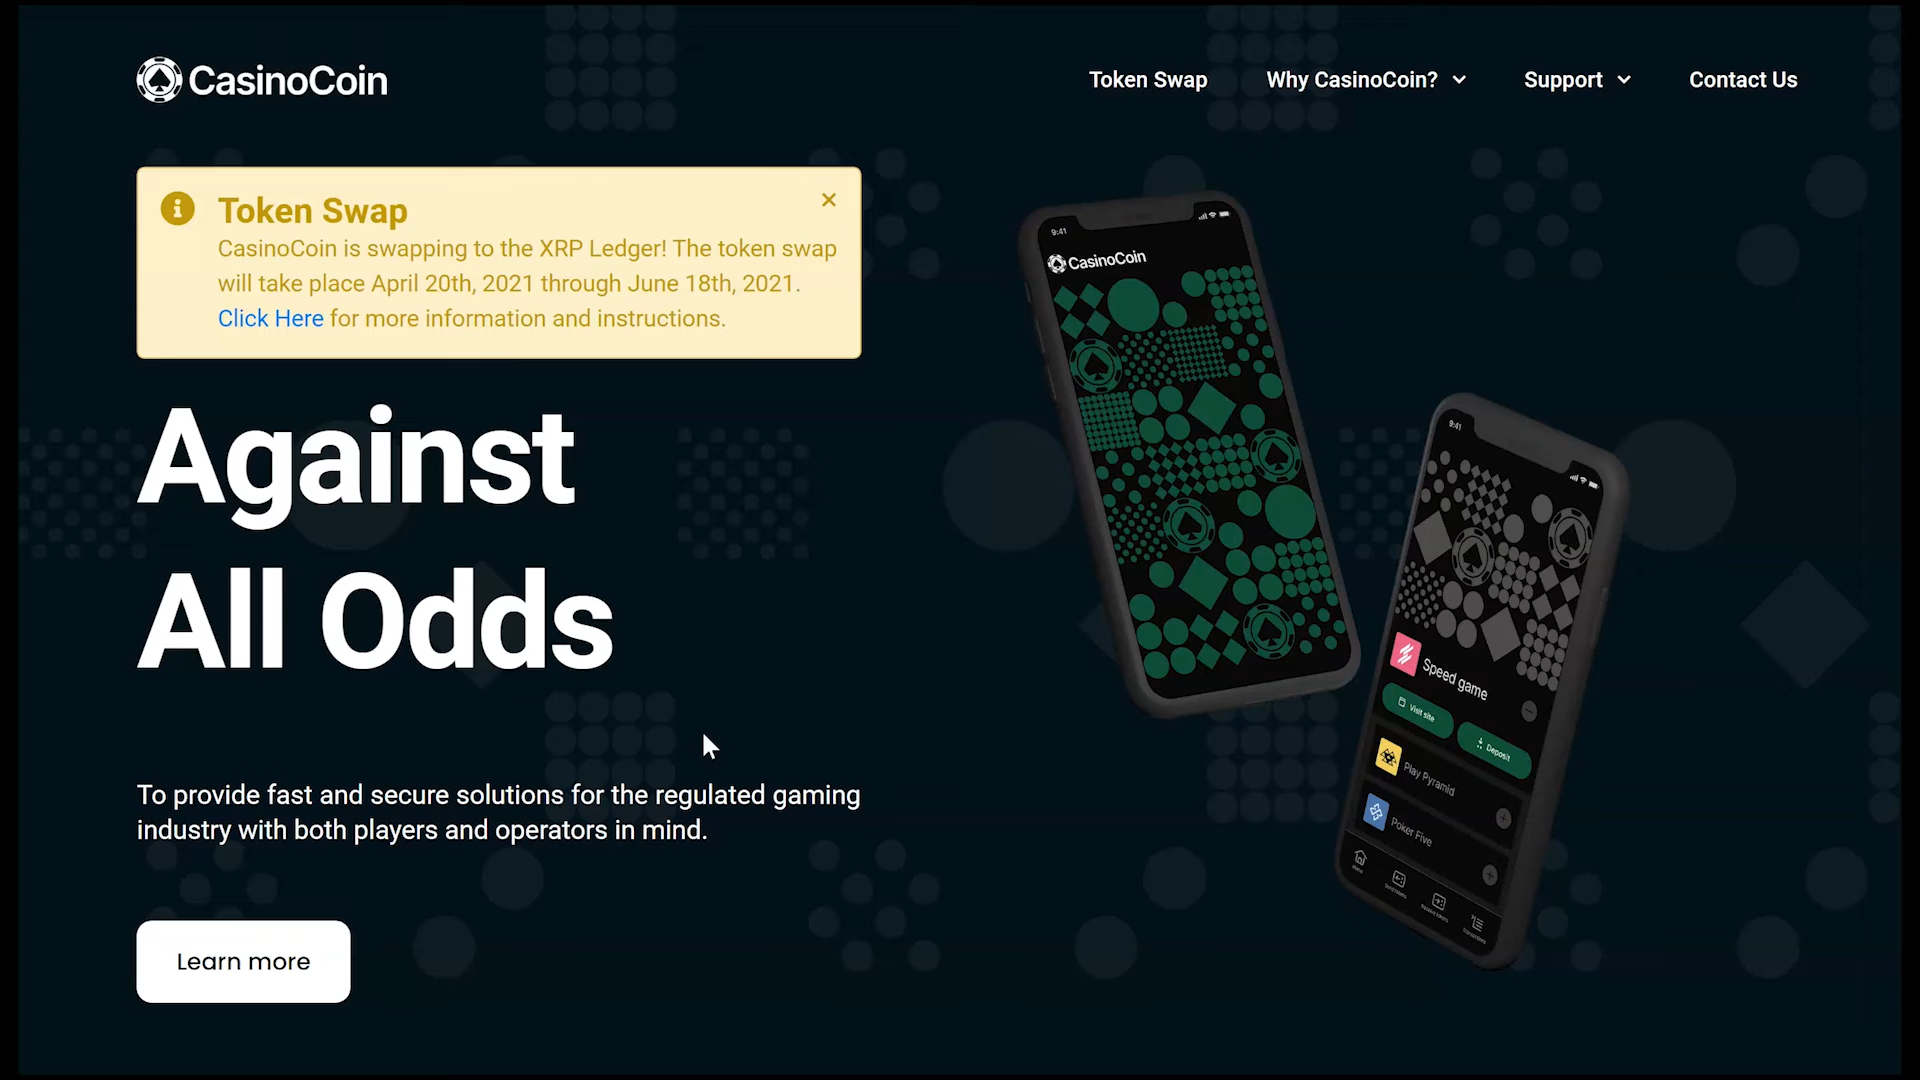 CasinoCoin
Token Swap
Why CasinoCoin?
Support
Contact Us
Token Swap
CasinoCoin is swapping to the XRP Ledger! The token swap
will take place April 20th, 2021 through June 18th, 2021.
Click Here for more information and instructions.
Against
All Odds
To provide fast and secure solutions for the regulated gaming
industry with both players and operators in mind.
Learn more
9:41
CasinoCoin
9:41
Speed game
Visit site
Deposit
Play Pyramid
Poker Five